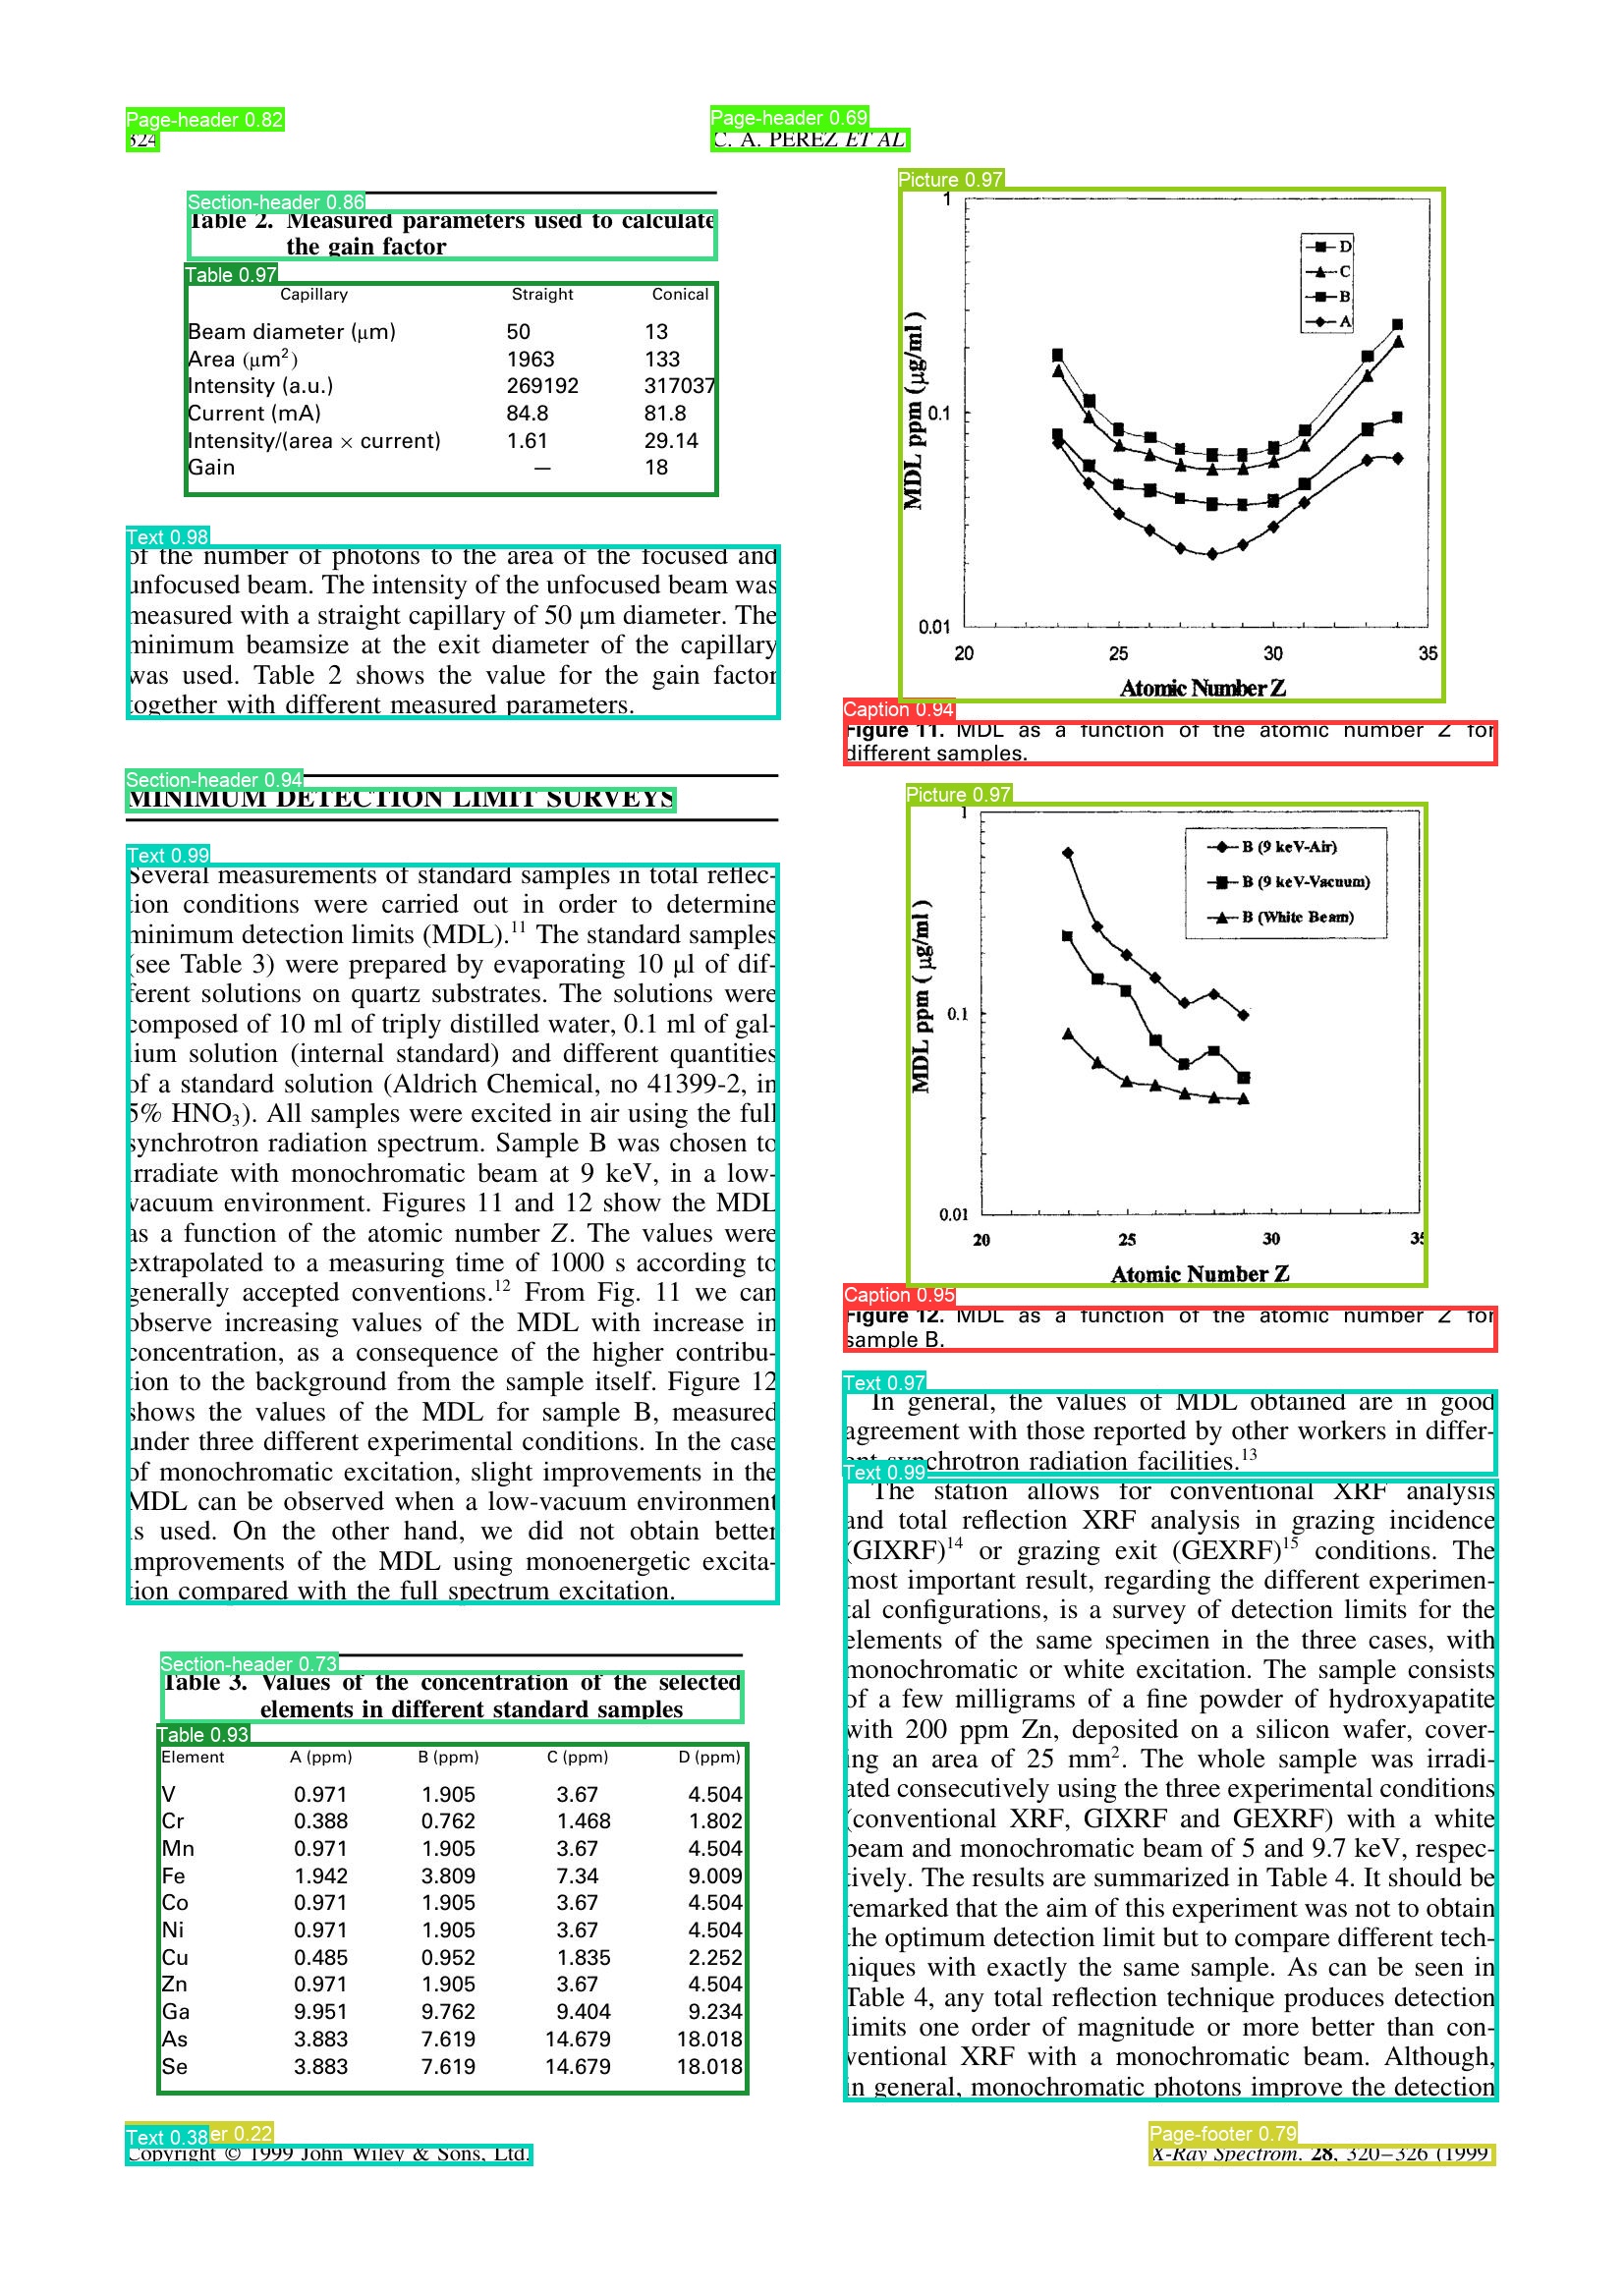 Page-header 0.82
324
Page-header 0.69
C. A. PEREZ ET AL
Section-header 0.86
Table 2. Measured parameters used to calculate
the gain factor
Table 0.97
Capillary Straight Conical
Beam diameter (μm) 50 13
Area (μm²) 1963 133
Intensity (a.u.) 269192 317037
Current (mA) 84.8 81.8
Intensity/(area × current) 1.61 29.14
Gain — 18
Text 0.98
of the number of photons to the area of the focused and
unfocused beam. The intensity of the unfocused beam was
measured with a straight capillary of 50 μm diameter. The
minimum beamsize at the exit diameter of the capillary
was used. Table 2 shows the value for the gain factor
together with different measured parameters.
Section-header 0.94
MINIMUM DETECTION LIMIT SURVEYS
Text 0.99
Several measurements of standard samples in total reflec-
tion conditions were carried out in order to determine
minimum detection limits (MDL).¹¹ The standard samples
(see Table 3) were prepared by evaporating 10 μl of dif-
ferent solutions on quartz substrates. The solutions were
composed of 10 ml of triply distilled water, 0.1 ml of gal-
lium solution (internal standard) and different quantities
of a standard solution (Aldrich Chemical, no 41399-2, in
5% HNO₃). All samples were excited in air using the full
synchrotron radiation spectrum. Sample B was chosen to
irradiate with monochromatic beam at 9 keV, in a low-
vacuum environment. Figures 11 and 12 show the MDL
as a function of the atomic number Z. The values were
extrapolated to a measuring time of 1000 s according to
generally accepted conventions.¹² From Fig. 11 we can
observe increasing values of the MDL with increase in
concentration, as a consequence of the higher contribu-
tion to the background from the sample itself. Figure 12
shows the values of the MDL for sample B, measured
under three different experimental conditions. In the case
of monochromatic excitation, slight improvements in the
MDL can be observed when a low-vacuum environment
is used. On the other hand, we did not obtain better
improvements of the MDL using monoenergetic excita-
tion compared with the full spectrum excitation.
Section-header 0.73
Table 3. Values of the concentration of the selected
elements in different standard samples
Table 0.93
Element A (ppm) B (ppm) C (ppm) D (ppm)
V 0.971 1.905 3.67 4.504
Cr 0.388 0.762 1.468 1.802
Mn 0.971 1.905 3.67 4.504
Fe 1.942 3.809 7.34 9.009
Co 0.971 1.905 3.67 4.504
Ni 0.971 1.905 3.67 4.504
Cu 0.485 0.952 1.835 2.252
Zn 0.971 1.905 3.67 4.504
Ga 9.951 9.762 9.404 9.234
As 3.883 7.619 14.679 18.018
Se 3.883 7.619 14.679 18.018
Picture 0.97
1
D
C
B
A
MDL ppm (μg/ml )
0.1
0.01
20 25 30 35
Atomic Number Z
Caption 0.94
Figure 11. MDL as a function of the atomic number Z for
different samples.
Picture 0.97
1
B (9 keV-Air)
B (9 keV-Vacuum)
B (White Beam)
MDL ppm ( μg/ml )
0.1
0.01
20 25 30 35
Atomic Number Z
Caption 0.95
Figure 12. MDL as a function of the atomic number Z for
sample B.
Text 0.97
In general, the values of MDL obtained are in good
agreement with those reported by other workers in differ-
ent synchrotron radiation facilities.¹³
Text 0.99
The station allows for conventional XRF analysis
and total reflection XRF analysis in grazing incidence
(GIXRF)¹⁴ or grazing exit (GEXRF)¹⁵ conditions. The
most important result, regarding the different experimen-
tal configurations, is a survey of detection limits for the
elements of the same specimen in the three cases, with
monochromatic or white excitation. The sample consists
of a few milligrams of a fine powder of hydroxyapatite
with 200 ppm Zn, deposited on a silicon wafer, cover-
ing an area of 25 mm². The whole sample was irradi-
ated consecutively using the three experimental conditions
(conventional XRF, GIXRF and GEXRF) with a white
beam and monochromatic beam of 5 and 9.7 keV, respec-
tively. The results are summarized in Table 4. It should be
remarked that the aim of this experiment was not to obtain
the optimum detection limit but to compare different tech-
niques with exactly the same sample. As can be seen in
Table 4, any total reflection technique produces detection
limits one order of magnitude or more better than con-
ventional XRF with a monochromatic beam. Although,
in general, monochromatic photons improve the detection
Text 0.38 er 0.22
Copyright © 1999 John Wiley & Sons, Ltd.
Page-footer 0.79
X-Ray Spectrom. 28, 320–326 (1999